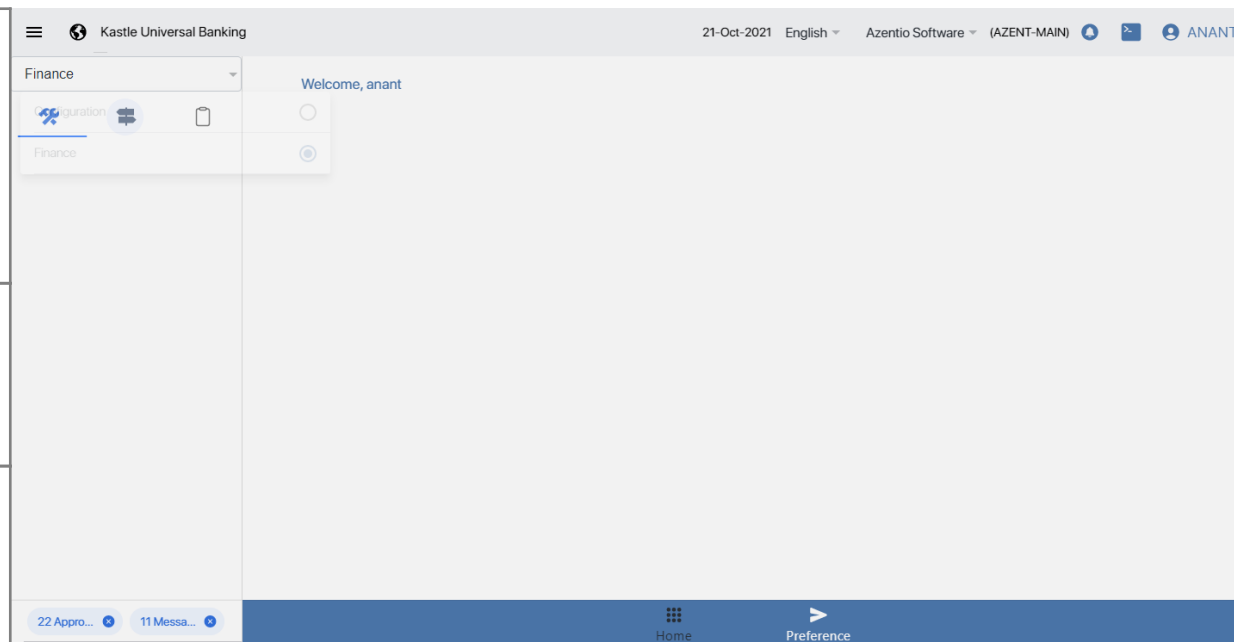 Kastle Universal Banking 21-Oct-2021 English Azentio Software (AZENT-MAIN) ANANT
Finance
Welcome, anant
Configuration
Finance
22 Appro... 11 Messa...
Home Preference